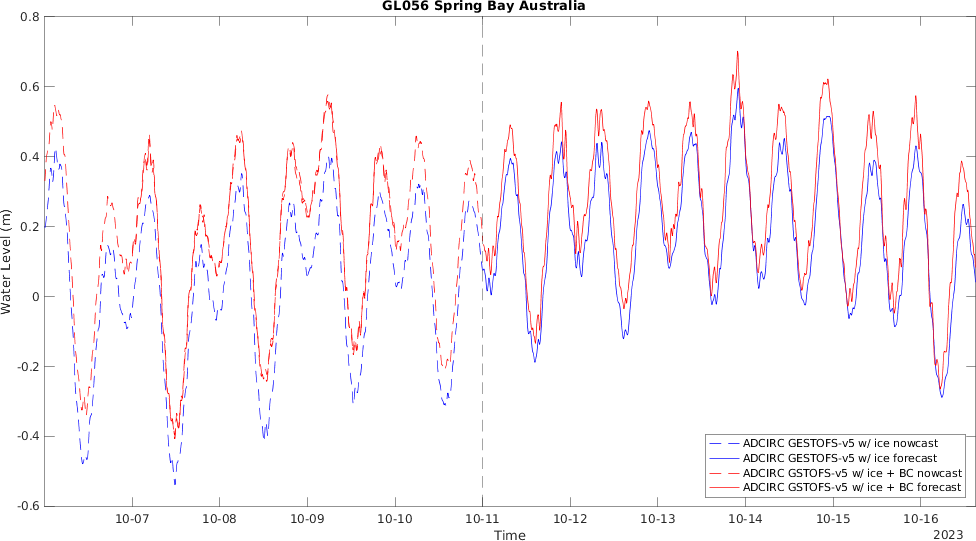 GL056 Spring Bay Australia
0.8
0.6
0.4
0.2
0
-0.2
-0.4
-0.6
Water Level (m)
ADCIRC GESTOFS-v5 w/ ice nowcast
ADCIRC GESTOFS-v5 w/ ice forecast
ADCIRC GSTOFS-v5 w/ ice + BC nowcast
ADCIRC GSTOFS-v5 w/ ice + BC forecast
10-07 10-08 10-09 10-10 10-11 10-12 10-13 10-14 10-15 10-16
Time
2023